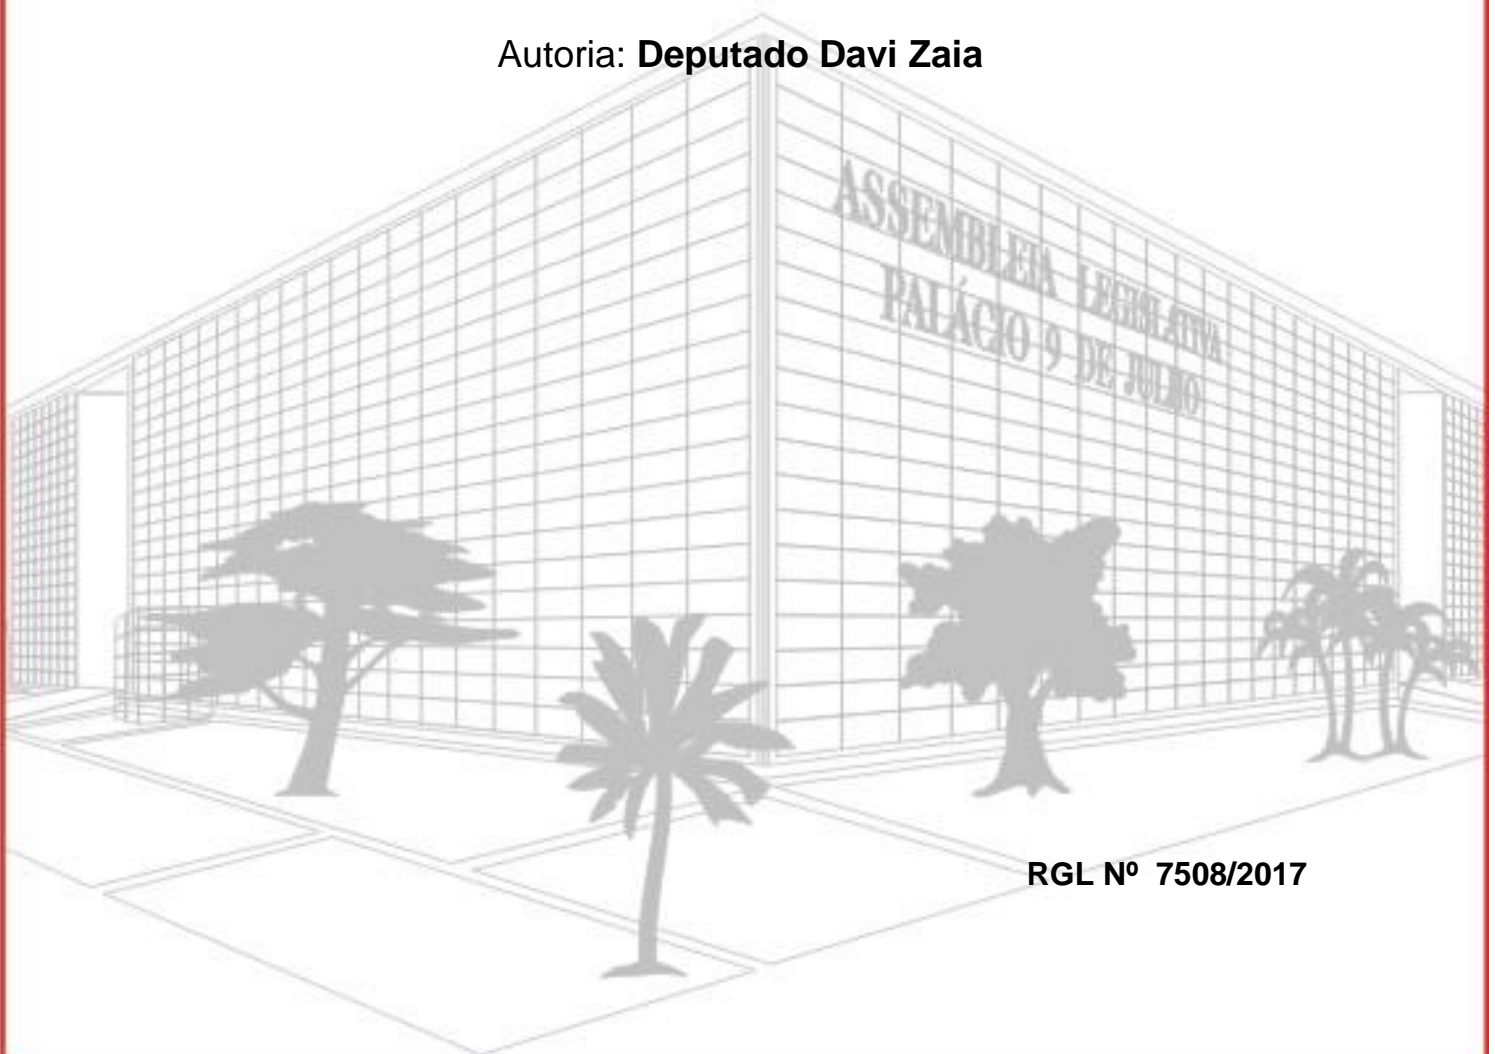 Autoria: Deputado Davi Zaia
ASSEMBLEIA LEGISLATIVA
PALÁCIO 9 DE JULHO
RGL Nº 7508/2017